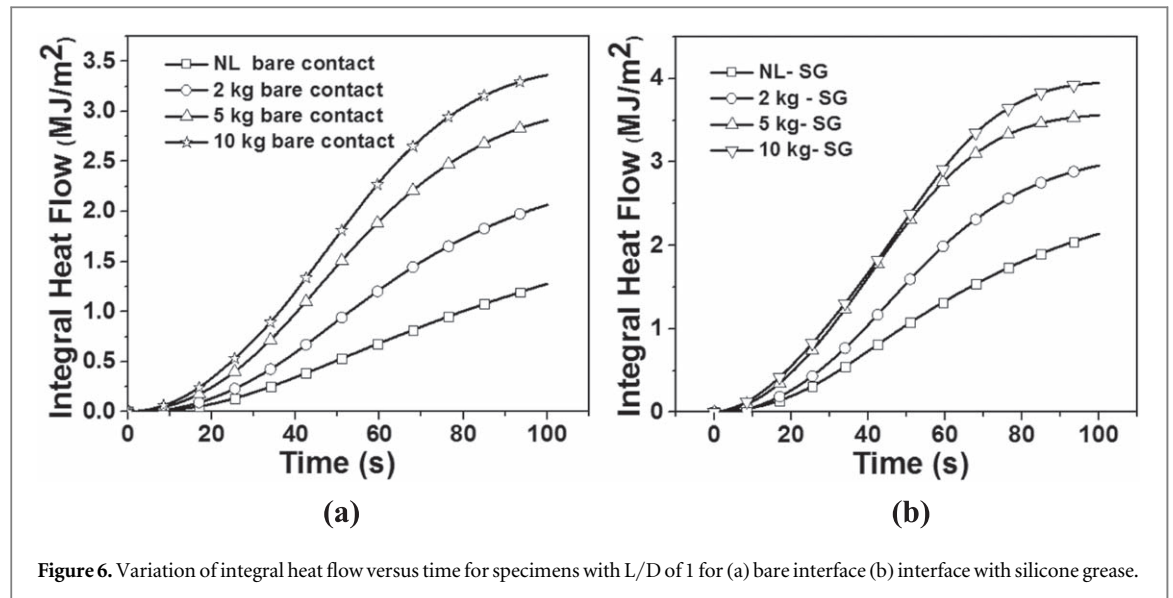 Integral Heat Flow (MJ/m²)
3.5
3.0
2.5
2.0
1.5
1.0
0.5
0.0
NL bare contact
2 kg bare contact
5 kg bare contact
10 kg bare contact
0 20 40 60 80 100
Time (s)
(a)
Integral Heat Flow (MJ/m²)
4
3
2
1
0
NL- SG
2 kg - SG
5 kg- SG
10 kg- SG
0 20 40 60 80 100
Time (s)
(b)
Figure 6. Variation of integral heat flow versus time for specimens with L/D of 1 for (a) bare interface (b) interface with silicone grease.